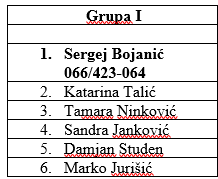 Grupa I
1. Sergej Bojanić
066/423-064
2. Katarina Talić
3. Tamara Ninković
4. Sandra Janković
5. Damjan Studen
6. Marko Jurišić